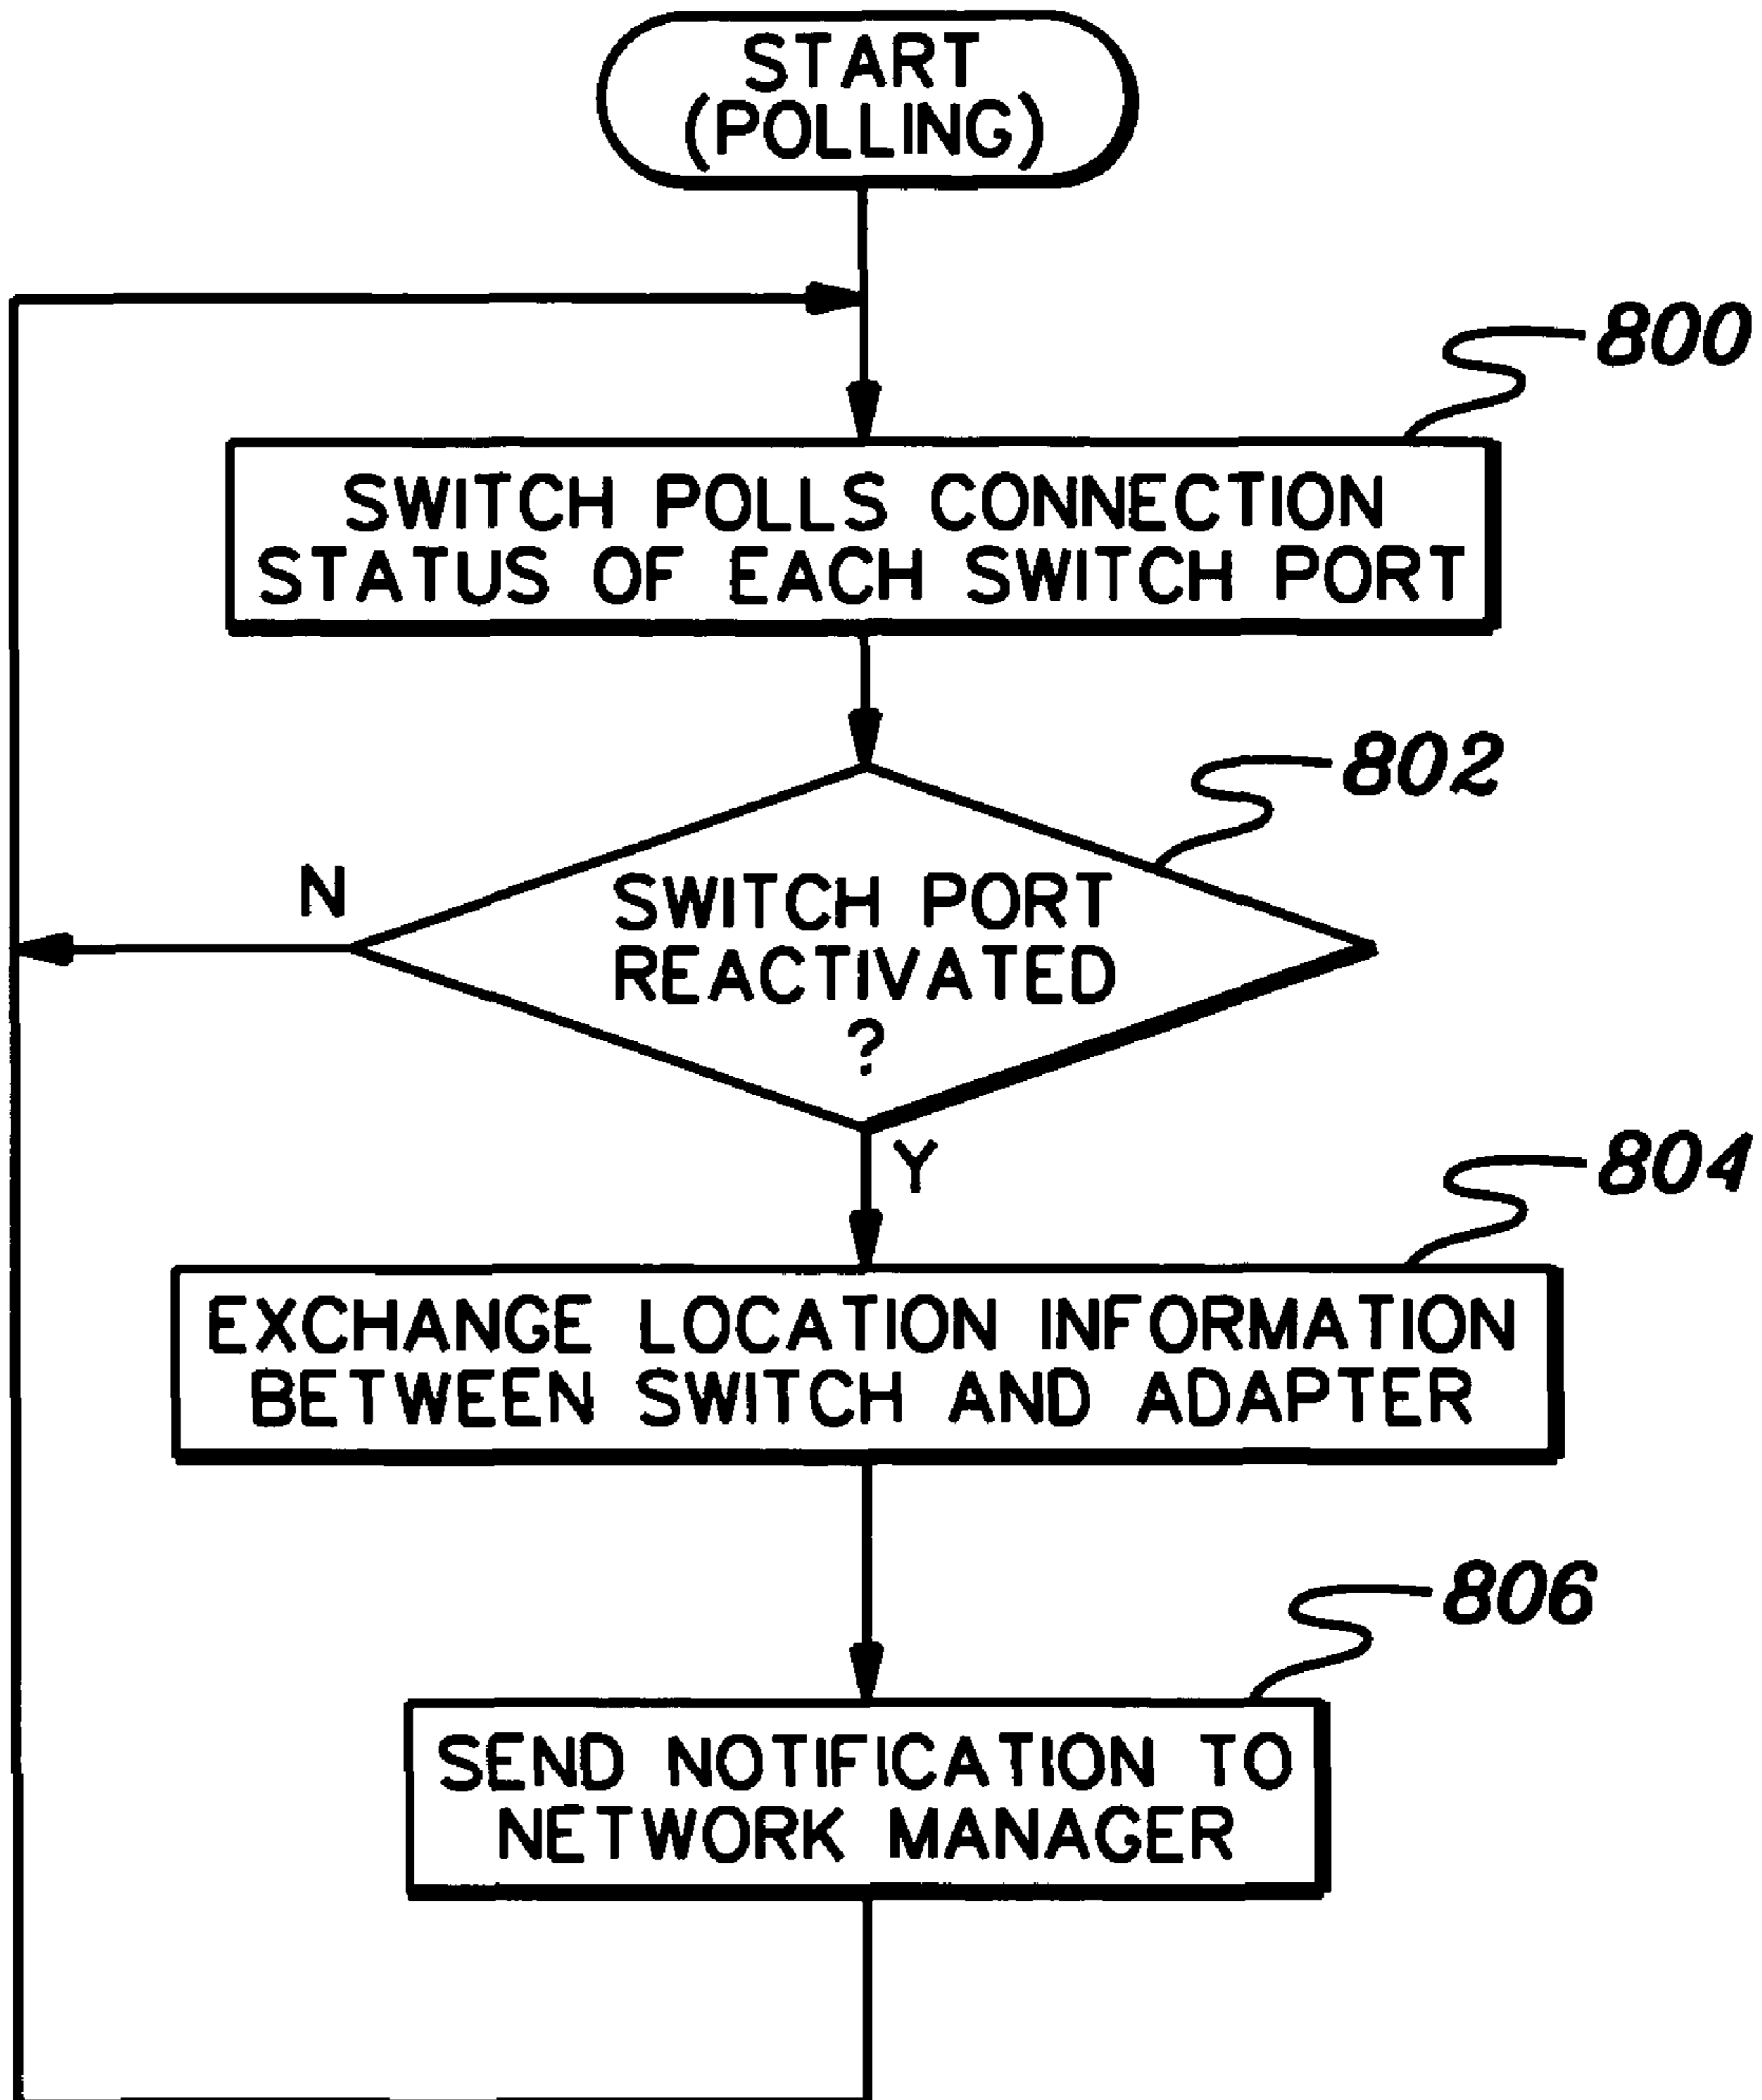 START
(POLLING)
800
SWITCH POLLS CONNECTION
STATUS OF EACH SWITCH PORT
802
N
SWITCH PORT
REACTIVATED
?
Y
804
EXCHANGE LOCATION INFORMATION
BETWEEN SWITCH AND ADAPTER
806
SEND NOTIFICATION TO
NETWORK MANAGER